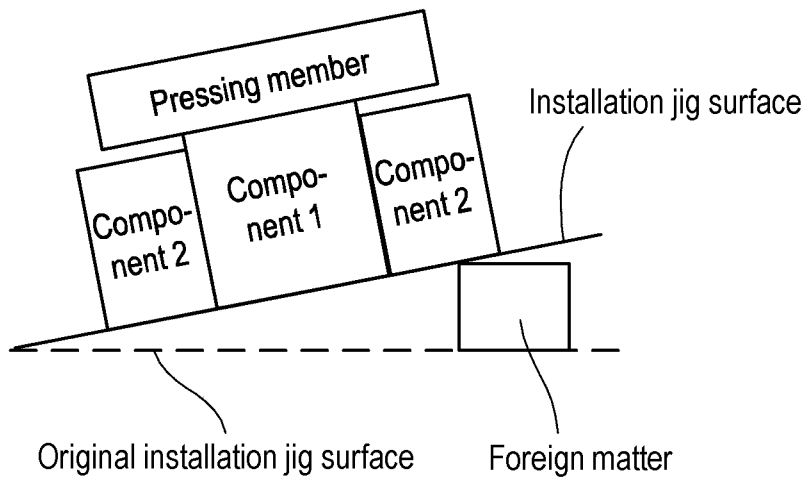 Pressing member
Installation jig surface
Compo-
nent 2
Compo-
nent 1
Compo-
nent 2
Original installation jig surface
Foreign matter